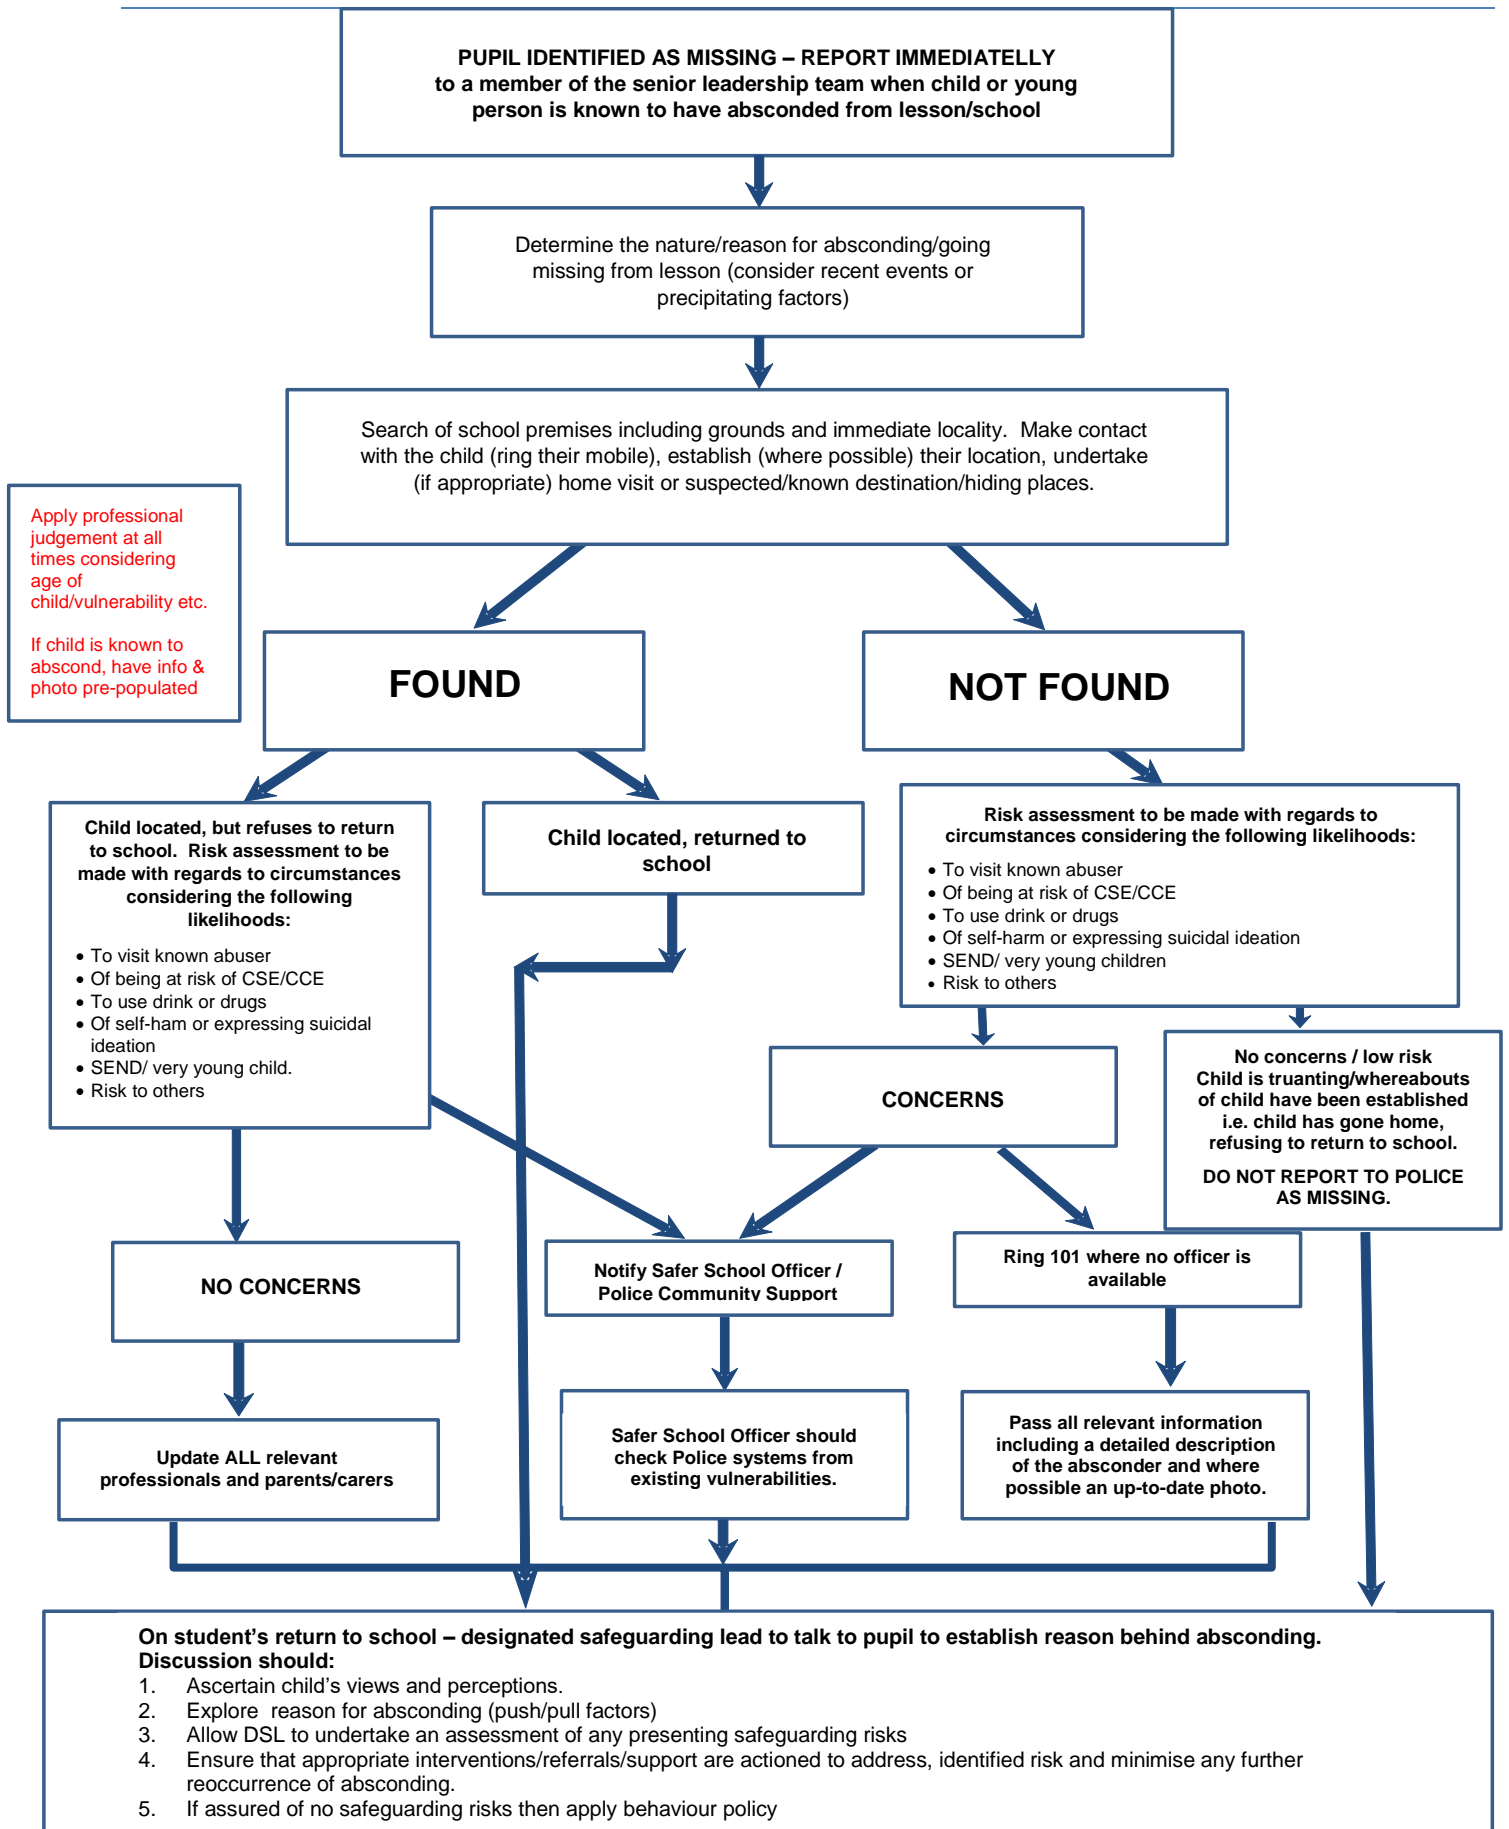 PUPIL IDENTIFIED AS MISSING – REPORT IMMEDIATELLY
to a member of the senior leadership team when child or young
person is known to have absconded from lesson/school
Determine the nature/reason for absconding/going
missing from lesson (consider recent events or
precipitating factors)
Search of school premises including grounds and immediate locality.  Make contact
with the child (ring their mobile), establish (where possible) their location, undertake
(if appropriate) home visit or suspected/known destination/hiding places.
Apply professional
judgement at all
times considering
age of
child/vulnerability etc.
If child is known to
abscond, have info &
photo pre-populated
FOUND
NOT FOUND
Child located, but refuses to return
to school.  Risk assessment to be
made with regards to circumstances
considering the following
likelihoods:
• To visit known abuser
• Of being at risk of CSE/CCE
• To use drink or drugs
• Of self-ham or expressing suicidal
ideation
• SEND/ very young child.
• Risk to others
Child located, returned to
school
Risk assessment to be made with regards to
circumstances considering the following likelihoods:
• To visit known abuser
• Of being at risk of CSE/CCE
• To use drink or drugs
• Of self-harm or expressing suicidal ideation
• SEND/ very young children
• Risk to others
CONCERNS
No concerns / low risk
Child is truanting/whereabouts
of child have been established
i.e. child has gone home,
refusing to return to school.
DO NOT REPORT TO POLICE
AS MISSING.
NO CONCERNS
Notify Safer School Officer /
Police Community Support
Ring 101 where no officer is
available
Update ALL relevant
professionals and parents/carers
Safer School Officer should
check Police systems from
existing vulnerabilities.
Pass all relevant information
including a detailed description
of the absconder and where
possible an up-to-date photo.
On student’s return to school – designated safeguarding lead to talk to pupil to establish reason behind absconding.
Discussion should:
1. Ascertain child’s views and perceptions.
2. Explore  reason for absconding (push/pull factors)
3. Allow DSL to undertake an assessment of any presenting safeguarding risks
4. Ensure that appropriate interventions/referrals/support are actioned to address, identified risk and minimise any further
reoccurrence of absconding.
5. If assured of no safeguarding risks then apply behaviour policy